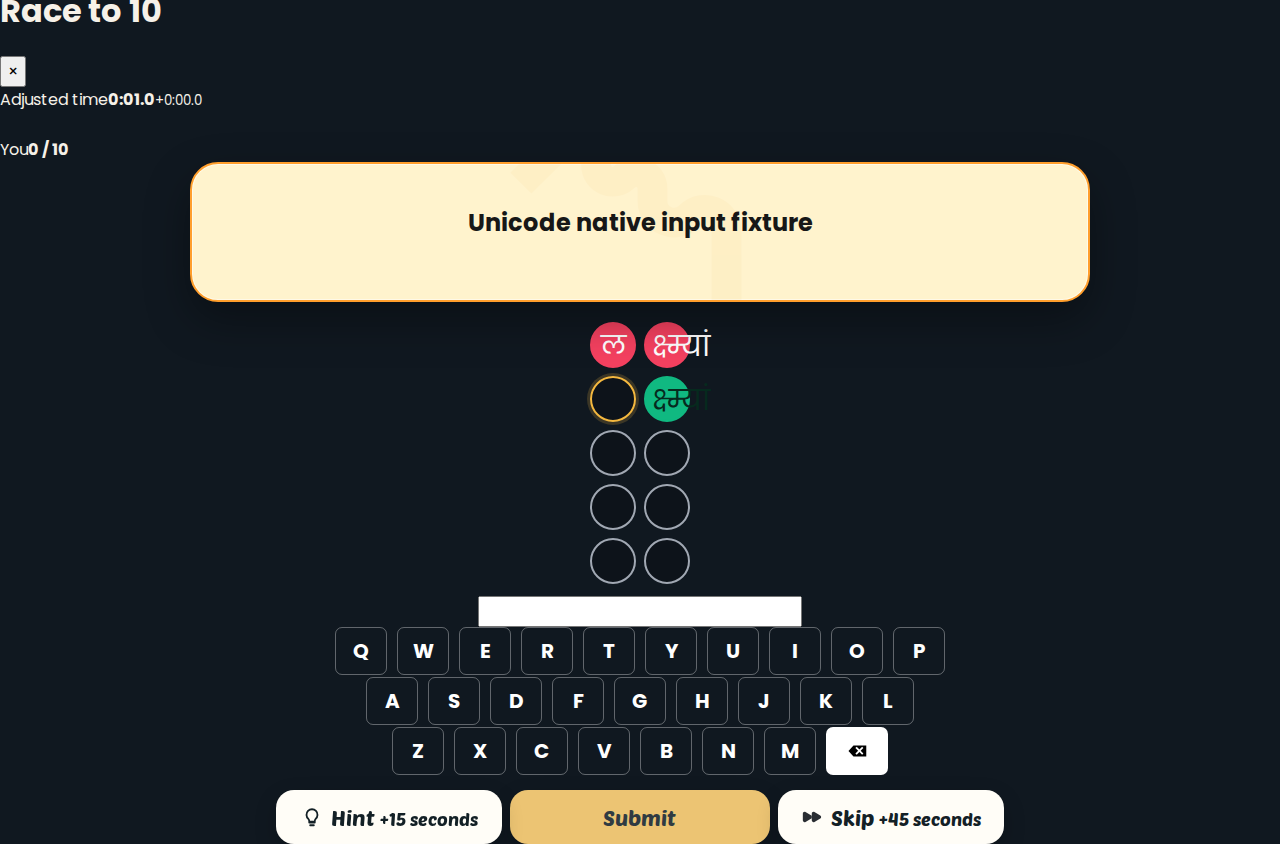 Race to 10
×
Adjusted time0:01.0+0:00.0
You0 / 10
Unicode native input fixture
ल क्ष्म्यां
क्ष्म्यां
Q W E R T Y U I O P
A S D F G H J K L
Z X C V B N M
Hint +15 seconds Submit Skip +45 seconds